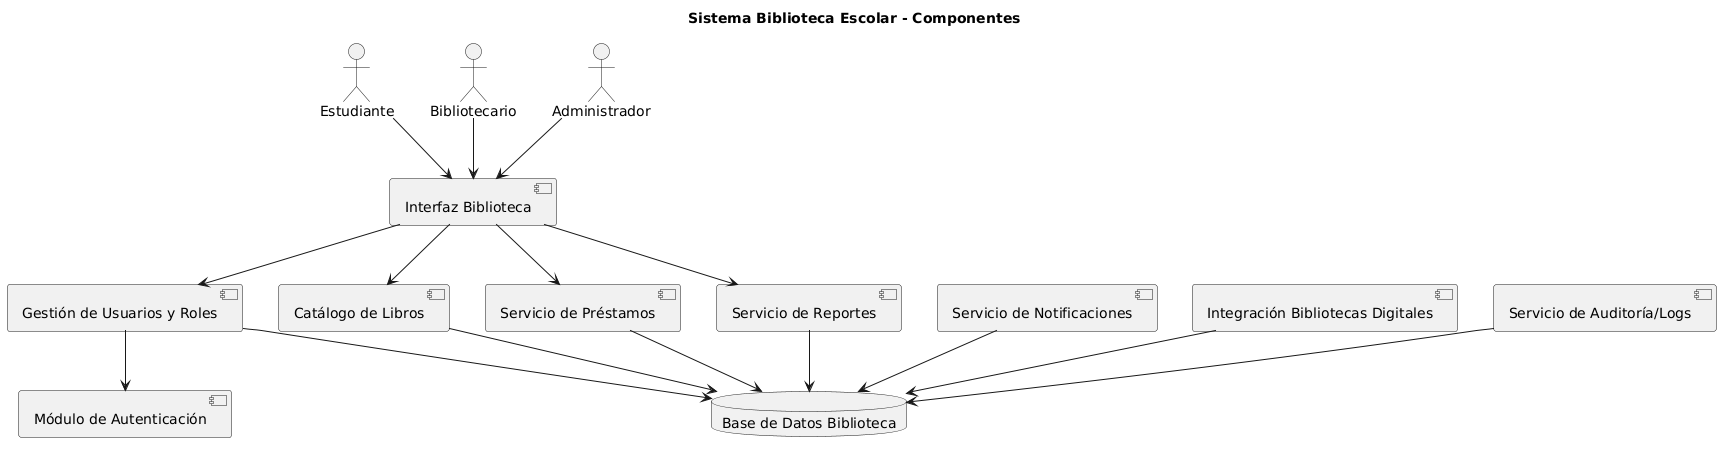 Sistema Biblioteca Escolar - Componentes
Estudiante
Bibliotecario
Administrador
Interfaz Biblioteca
Gestión de Usuarios y Roles
Catálogo de Libros
Servicio de Préstamos
Servicio de Reportes
Servicio de Notificaciones
Integración Bibliotecas Digitales
Servicio de Auditoría/Logs
Módulo de Autenticación
Base de Datos Biblioteca